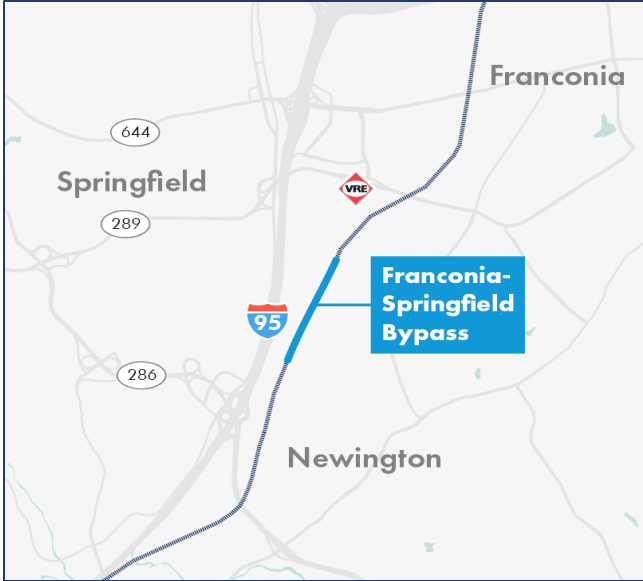 Franconia
644
VRE
Springfield
289
Franconia-
Springfield
Bypass
95
286
Newington